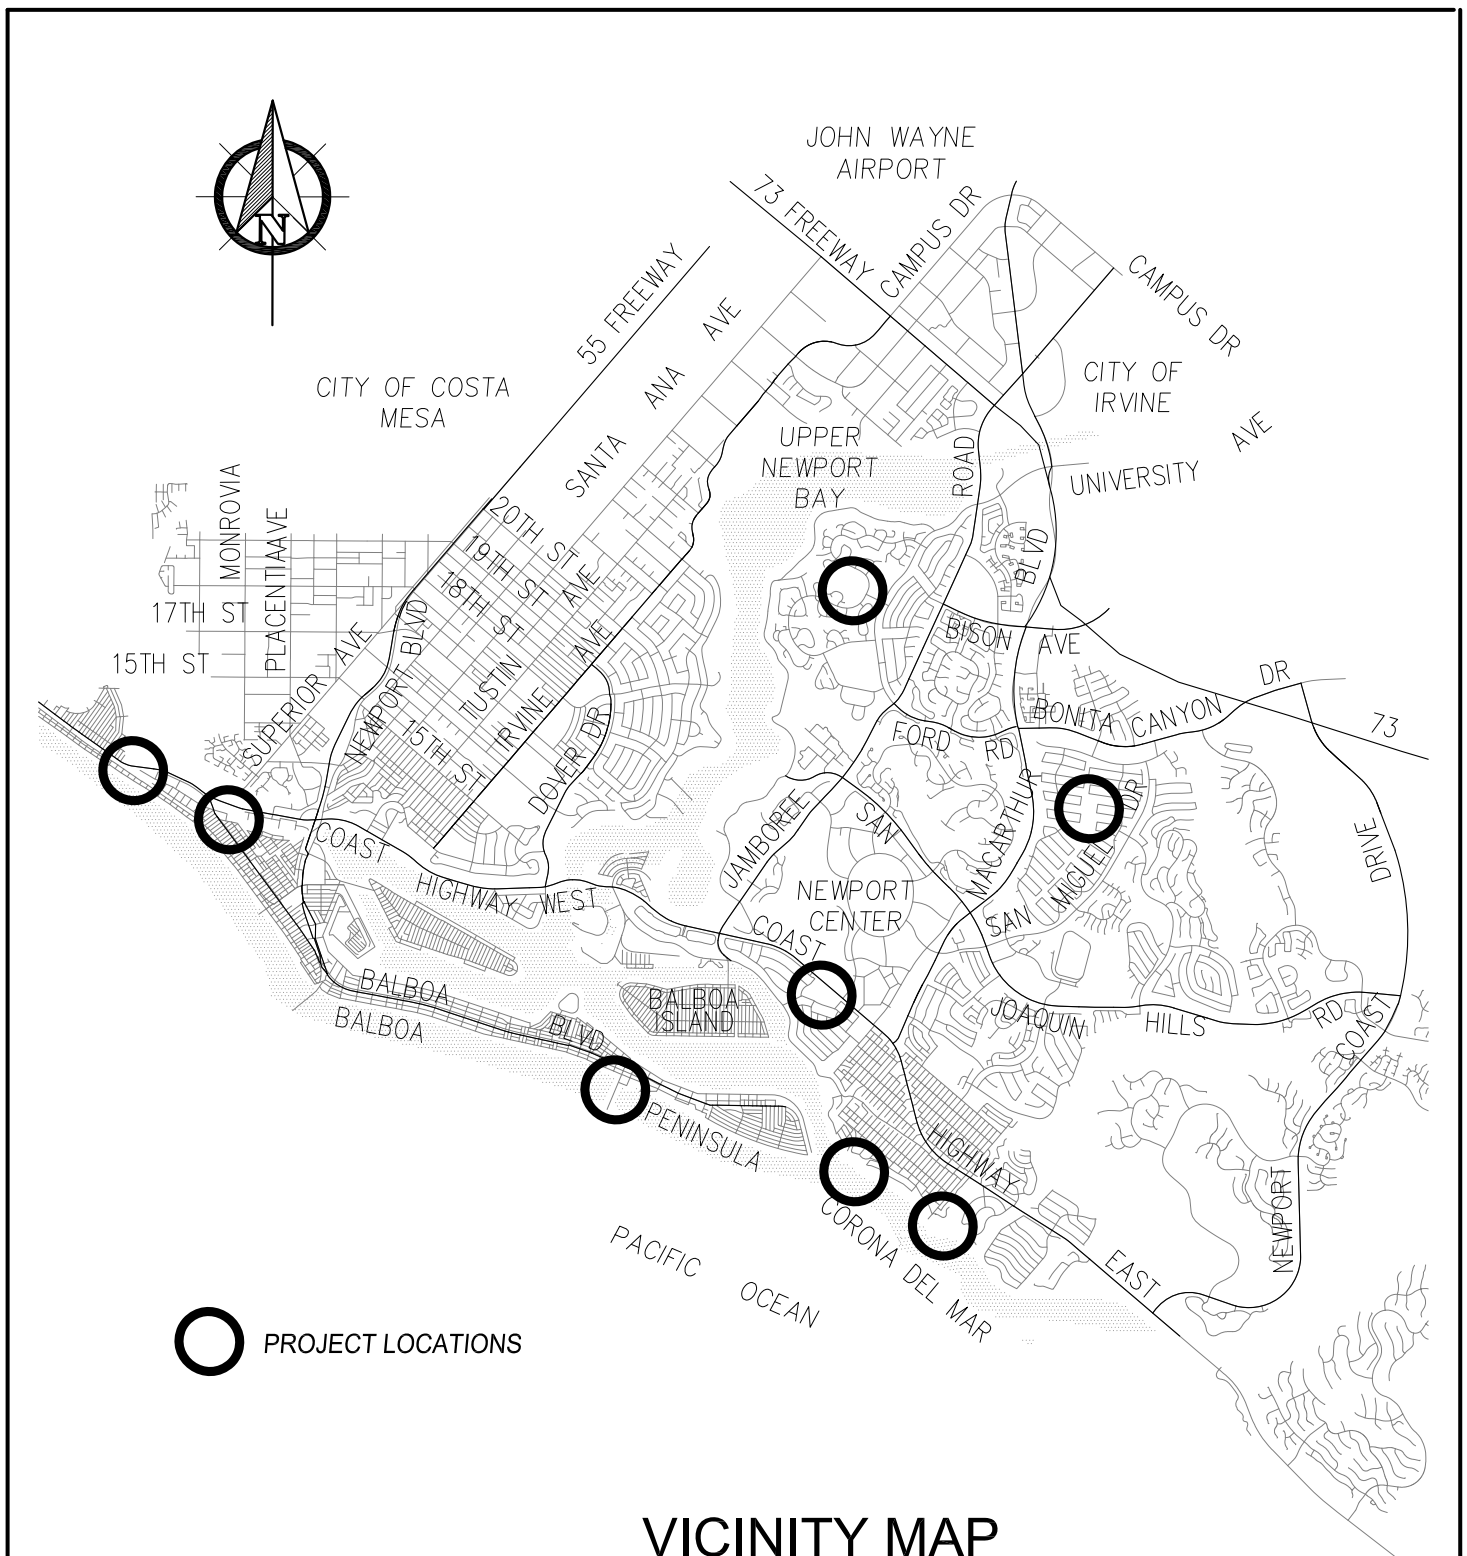 JOHN WAYNE
AIRPORT
73 FREEWAY
CAMPUS DR
CAMPUS DR
N
55 FREEWAY
SANTA ANA AVE
CITY OF COSTA
MESA
CITY OF
IRVINE
UPPER
NEWPORT
BAY
ROAD
UNIVERSITY AVE
MONROVIA
PLACENTIAAVE
20TH ST
19TH ST
18TH ST
17TH ST
15TH ST
SUPERIOR AVE
NEWPORT BLVD
TUSTIN AVE
IRVINE AVE
15TH ST
DOVER DR
BLVD
BISON AVE
BONITA CANYON DR
73
FORD RD
JAMBOREE
SAN
MACARTHUR
SAN MIGUEL DR
DRIVE
COAST
HIGHWAY WEST
NEWPORT
CENTER
COAST
BALBOA
BLVD
BALBOA
BALBOA
ISLAND
JOAQUIN HILLS RD
COAST
PENINSULA
HIGHWAY
NEWPORT
CORONA DEL MAR
EAST
PACIFIC OCEAN
PROJECT LOCATIONS
VICINITY MAP